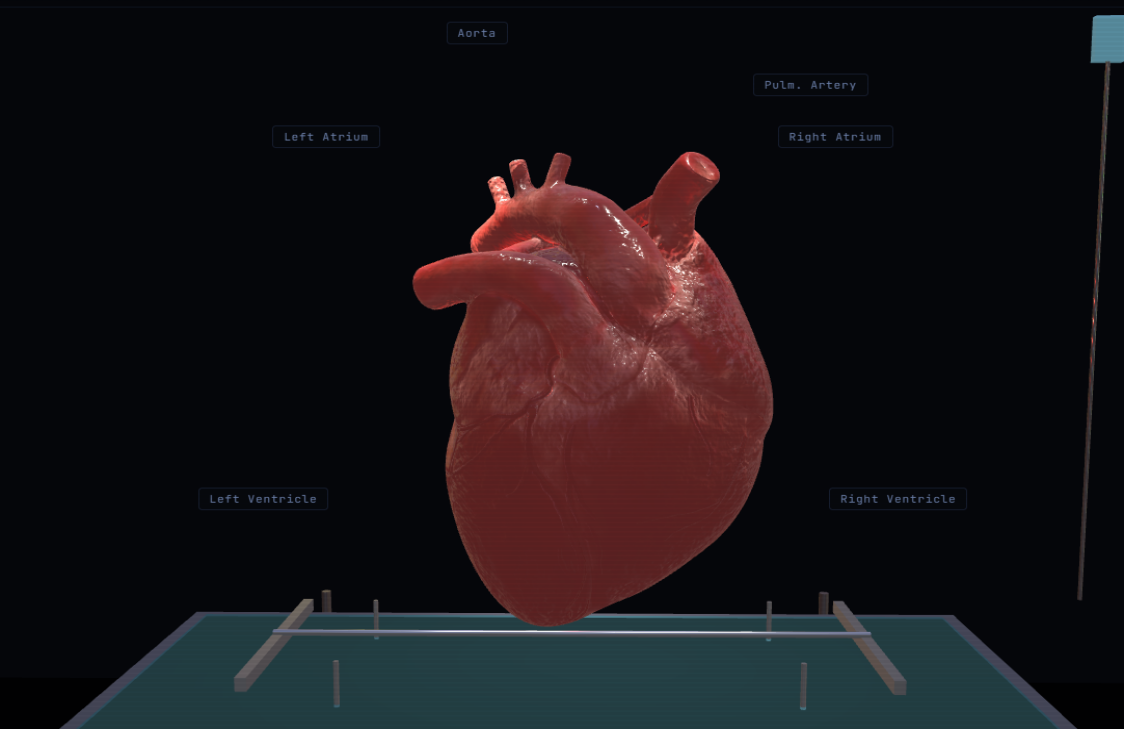 Aorta
Pulm. Artery
Left Atrium
Right Atrium
Left Ventricle
Right Ventricle